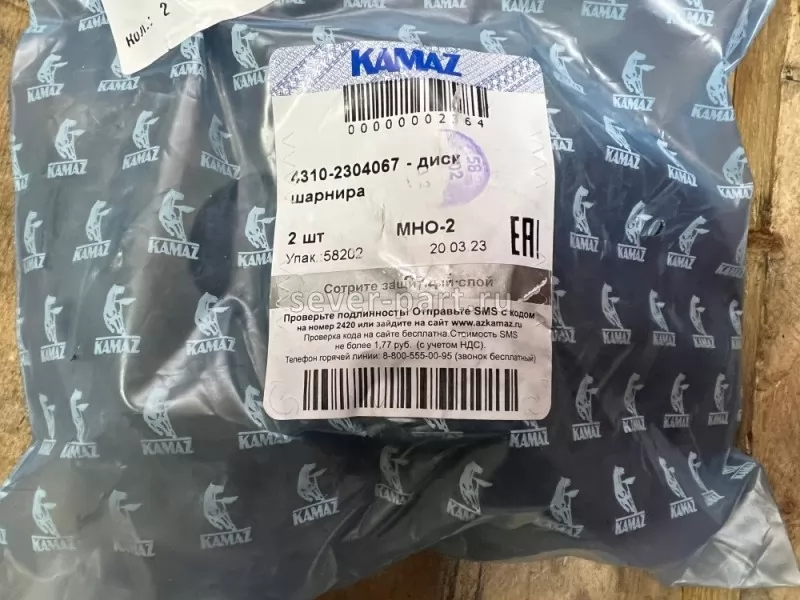 Кол.: 2
KAMAZ
00000002364
4310-2304067 - диск
шарнира
58
202
2 шт
МНО-2
Упак.:58202
20.03.23
EAC
Сотрите защитный слой
sever-part.ru
Проверьте подлинность! Отправьте SMS с кодом
на номер 2420 или зайдите на сайт www.azkamaz.ru
Проверка кода на сайте бесплатна.Стоимость SMS
не более 1,77 руб. (с учетом НДС).
Телефон горячей линии: 8-800-555-00-95 (звонок бесплатный)
KAMAZ